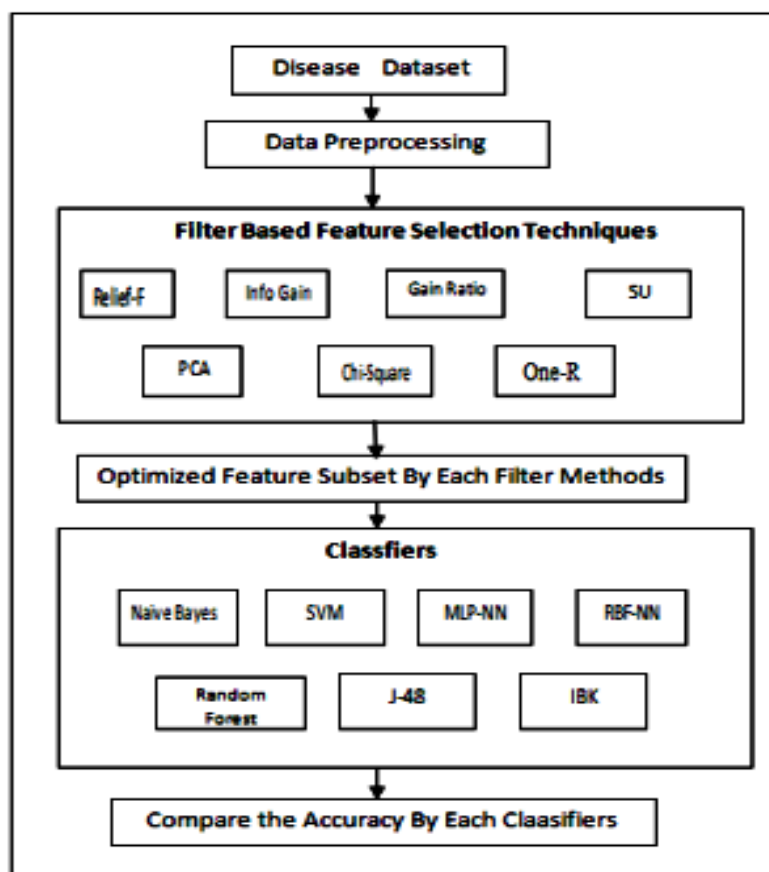 Disease Dataset
Data Preprocessing
Filter Based Feature Selection Techniques
Relief-F
Info Gain
Gain Ratio
SU
PCA
Chi-Square
One-R
Optimized Feature Subset By Each Filter Methods
Classfiers
Naive Bayes
SVM
MLP-NN
RBF-NN
Random
Forest
J-48
IBK
Compare the Accuracy By Each Claasifiers